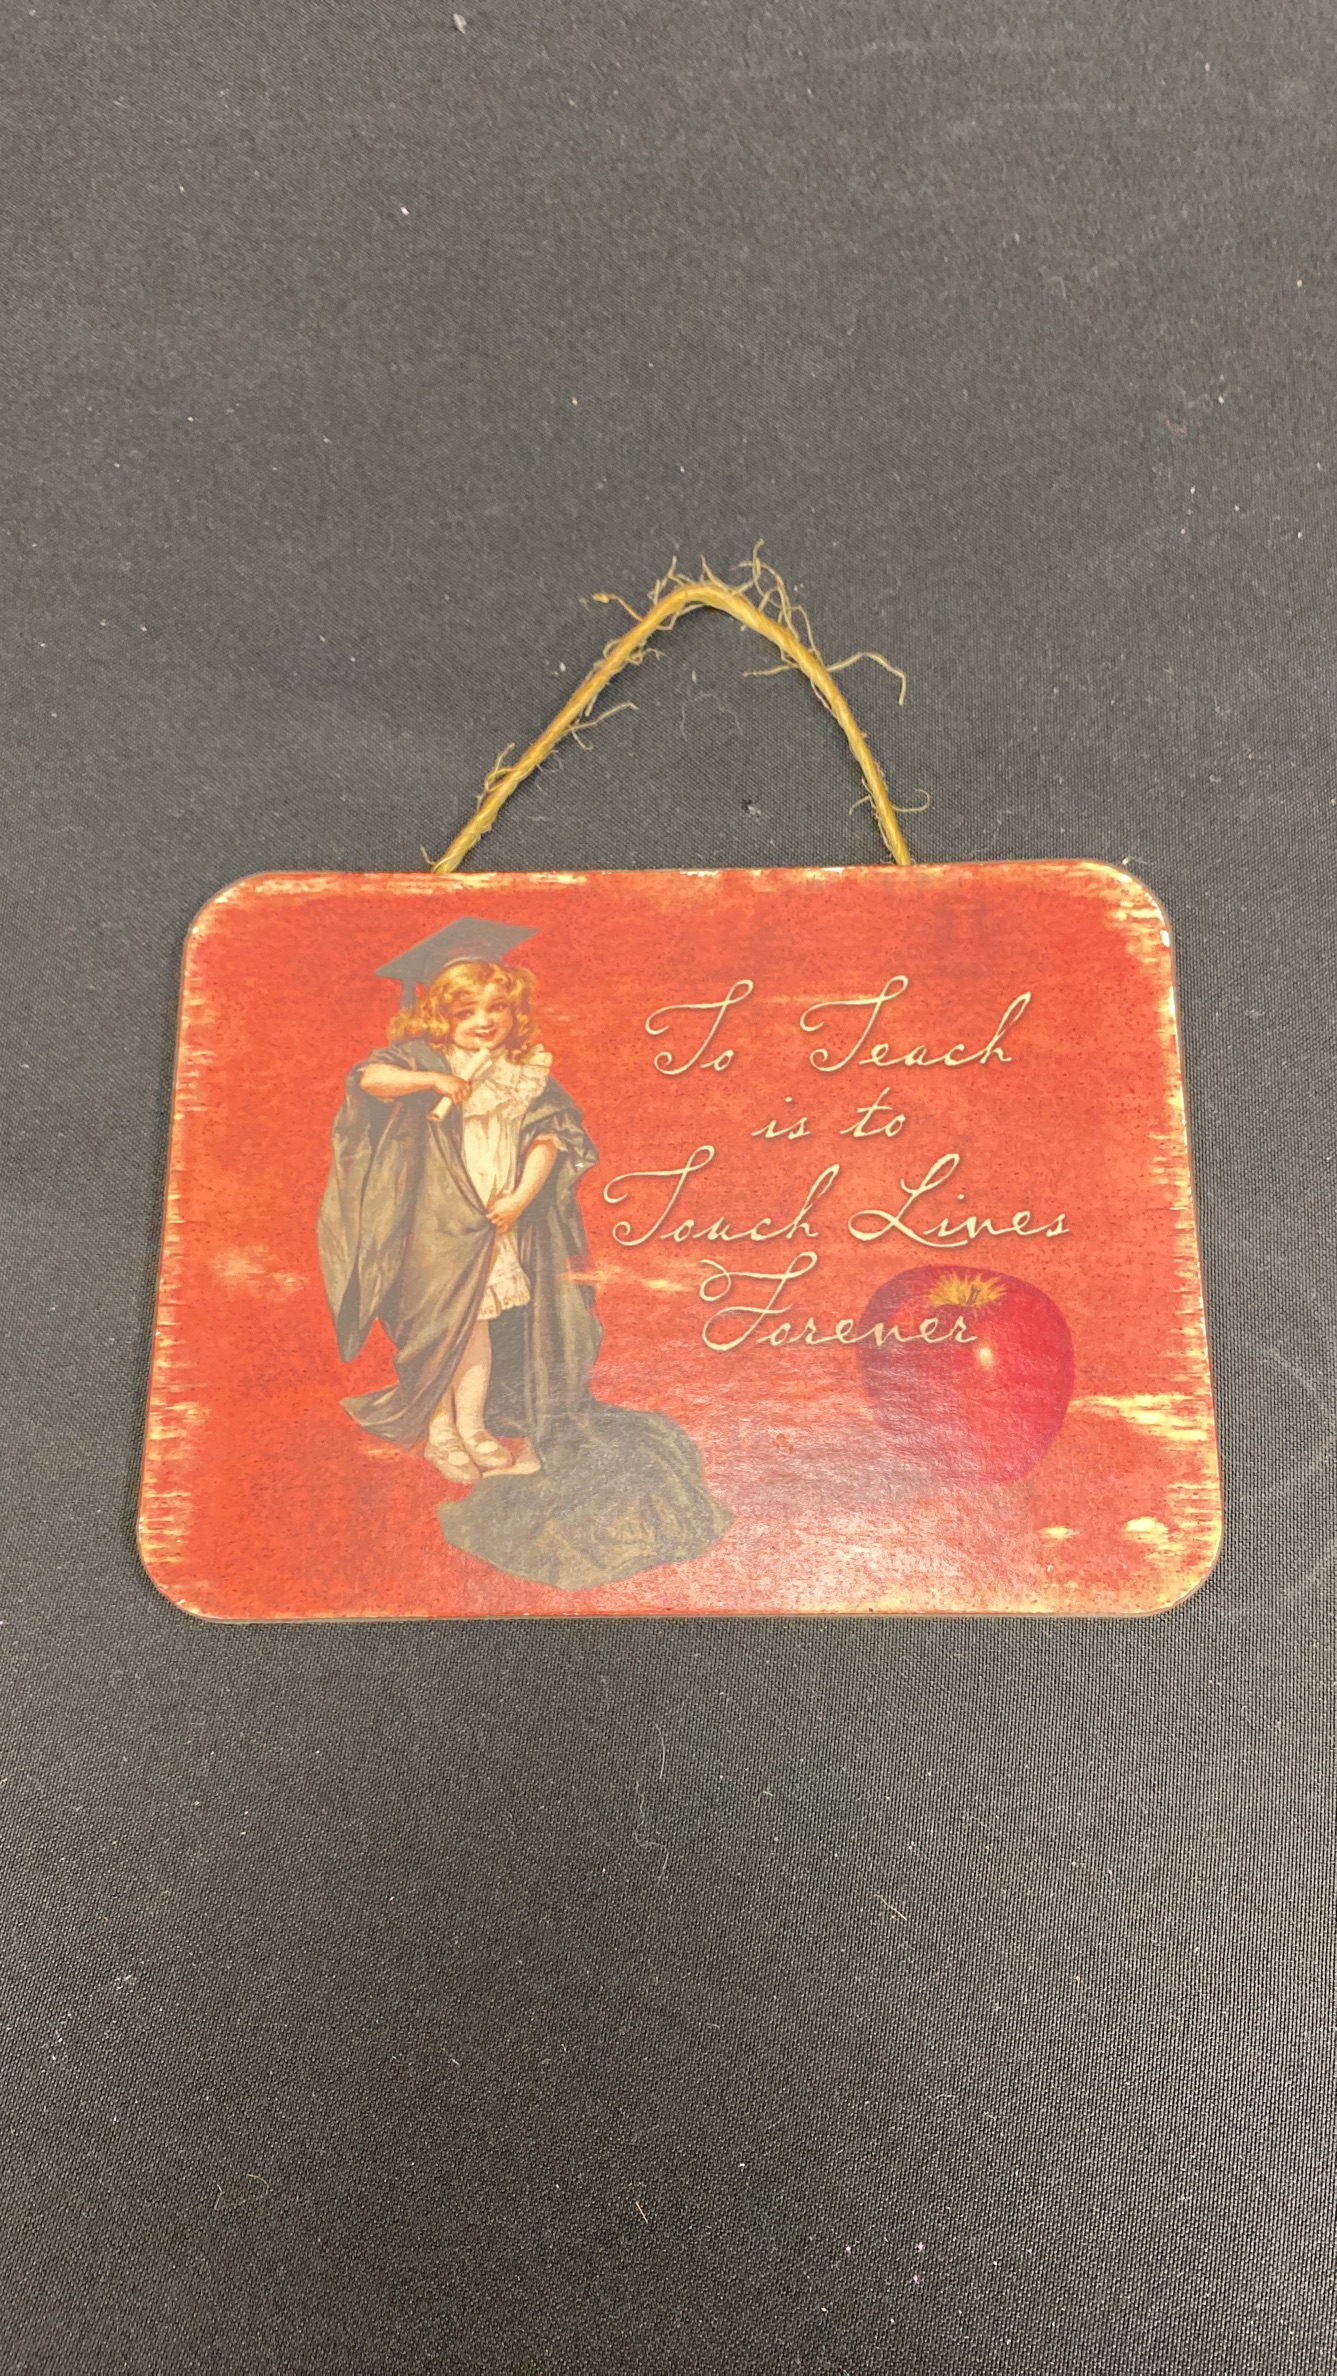 To Teach
is to
Touch Lives
Forever